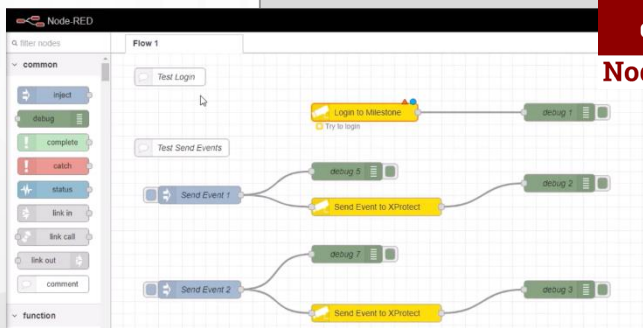 Node-RED
filter nodes
Flow 1
common
inject
debug
complete
catch
status
link in
link call
link out
comment
function
Test Login
Login to Milestone
Try to login
debug 1
Test Send Events
debug 5
Send Event 1
Send Event to XProtect
debug 2
debug 7
Send Event 2
Send Event to XProtect
debug 3